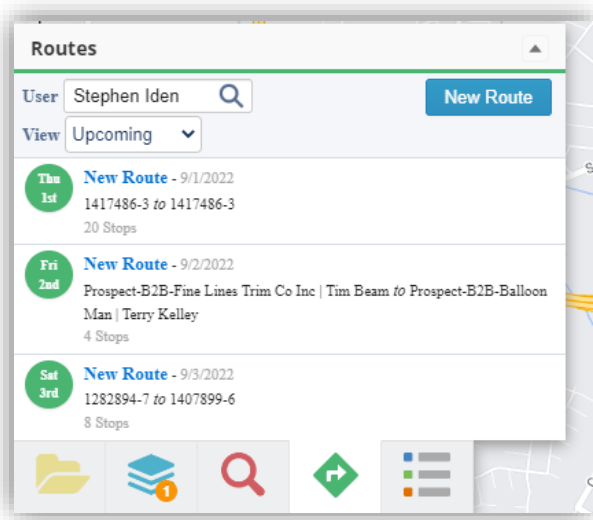 Routes
User Stephen Iden New Route
View Upcoming
Thu 1st New Route - 9/1/2022
1417486-3 to 1417486-3
20 Stops
Fri 2nd New Route - 9/2/2022
Prospect-B2B-Fine Lines Trim Co Inc | Tim Beam to Prospect-B2B-Balloon
Man | Terry Kelley
4 Stops
Sat 3rd New Route - 9/3/2022
1282894-7 to 1407899-6
8 Stops
1